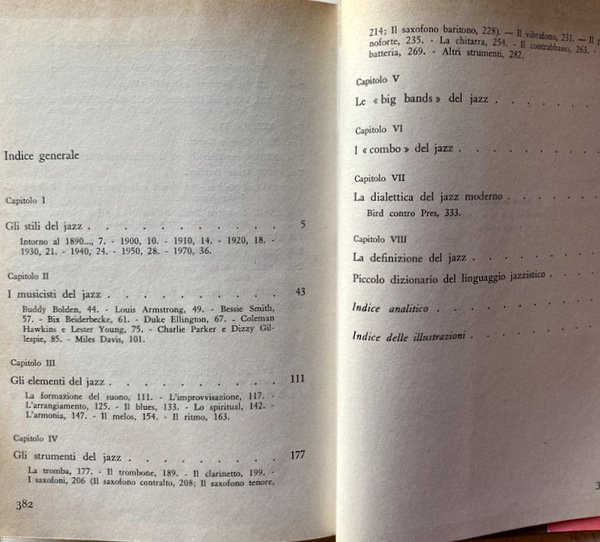 Indice generale
Capitolo I
Gli stili del jazz . . . . . . . . . . 5
Intorno al 1890..., 7. - 1900, 10. - 1910, 14. - 1920, 18. -
1930, 21. - 1940, 24. - 1950, 28. - 1970, 36.
Capitolo II
I musicisti del jazz . . . . . . . . . 43
Buddy Bolden, 44. - Louis Armstrong, 49. - Bessie Smith,
57. - Bix Beiderbecke, 61. - Duke Ellington, 67. - Coleman
Hawkins e Lester Young, 75. - Charlie Parker e Dizzy Gil-
lespie, 85. - Miles Davis, 101.
Capitolo III
Gli elementi del jazz . . . . . . . . . 111
La formazione del suono, 111. - L'improvvisazione, 117. -
L'arrangiamento, 125. - Il blues, 133. - Lo spiritual, 142. -
L'armonia, 147. - Il melos, 154. - Il ritmo, 163.
Capitolo IV
Gli strumenti del jazz . . . . . . . . 177
La tromba, 177. - Il trombone, 189. - Il clarinetto, 199. -
I saxofoni, 206 (Il saxofono contralto, 208; Il saxofono tenore,
382
214; Il saxofono baritono, 228). — Il vibrafono, 231. — Il p
noforte, 235. - La chitarra, 254. - Il contrabbasso, 263. -
batteria, 269. - Altri strumenti, 282.
Capitolo V
Le « big bands » del jazz . . . . .
Capitolo VI
I « combo » del jazz . . . . . .
Capitolo VII
La dialettica del jazz moderno . . . .
Bird contro Pres, 333.
Capitolo VIII
La definizione del jazz . . . . . .
Piccolo dizionario del linguaggio jazzistico . . . .
Indice analitico . . . . . . .
Indice delle illustrazioni . . . . .
3